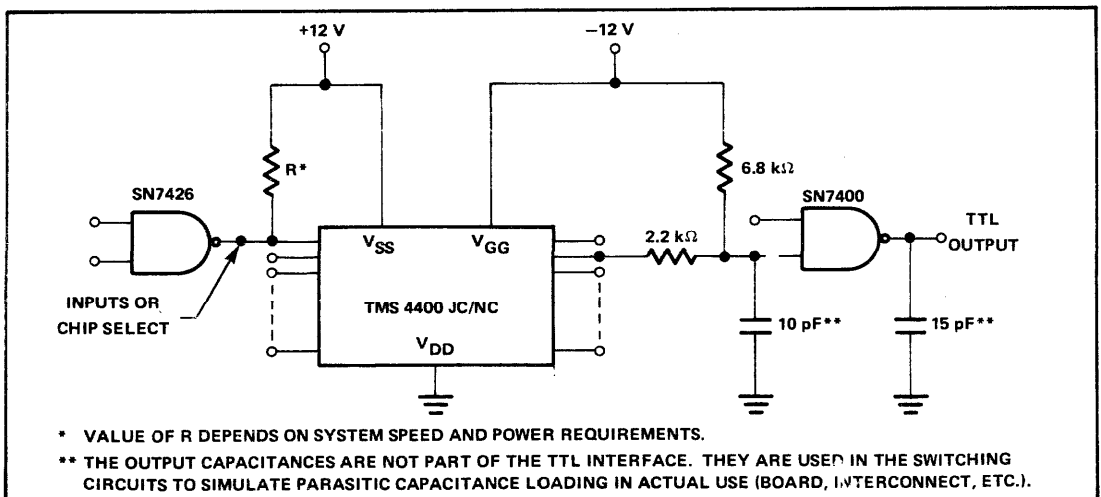 +12 V
−12 V
R*
6.8 kΩ
SN7426
SN7400
VSS
VGG
2.2 kΩ
TTL
OUTPUT
INPUTS OR
CHIP SELECT
TMS 4400 JC/NC
10 pF**
15 pF**
VDD
* VALUE OF R DEPENDS ON SYSTEM SPEED AND POWER REQUIREMENTS.
** THE OUTPUT CAPACITANCES ARE NOT PART OF THE TTL INTERFACE. THEY ARE USED IN THE SWITCHING
CIRCUITS TO SIMULATE PARASITIC CAPACITANCE LOADING IN ACTUAL USE (BOARD, INTERCONNECT, ETC.).